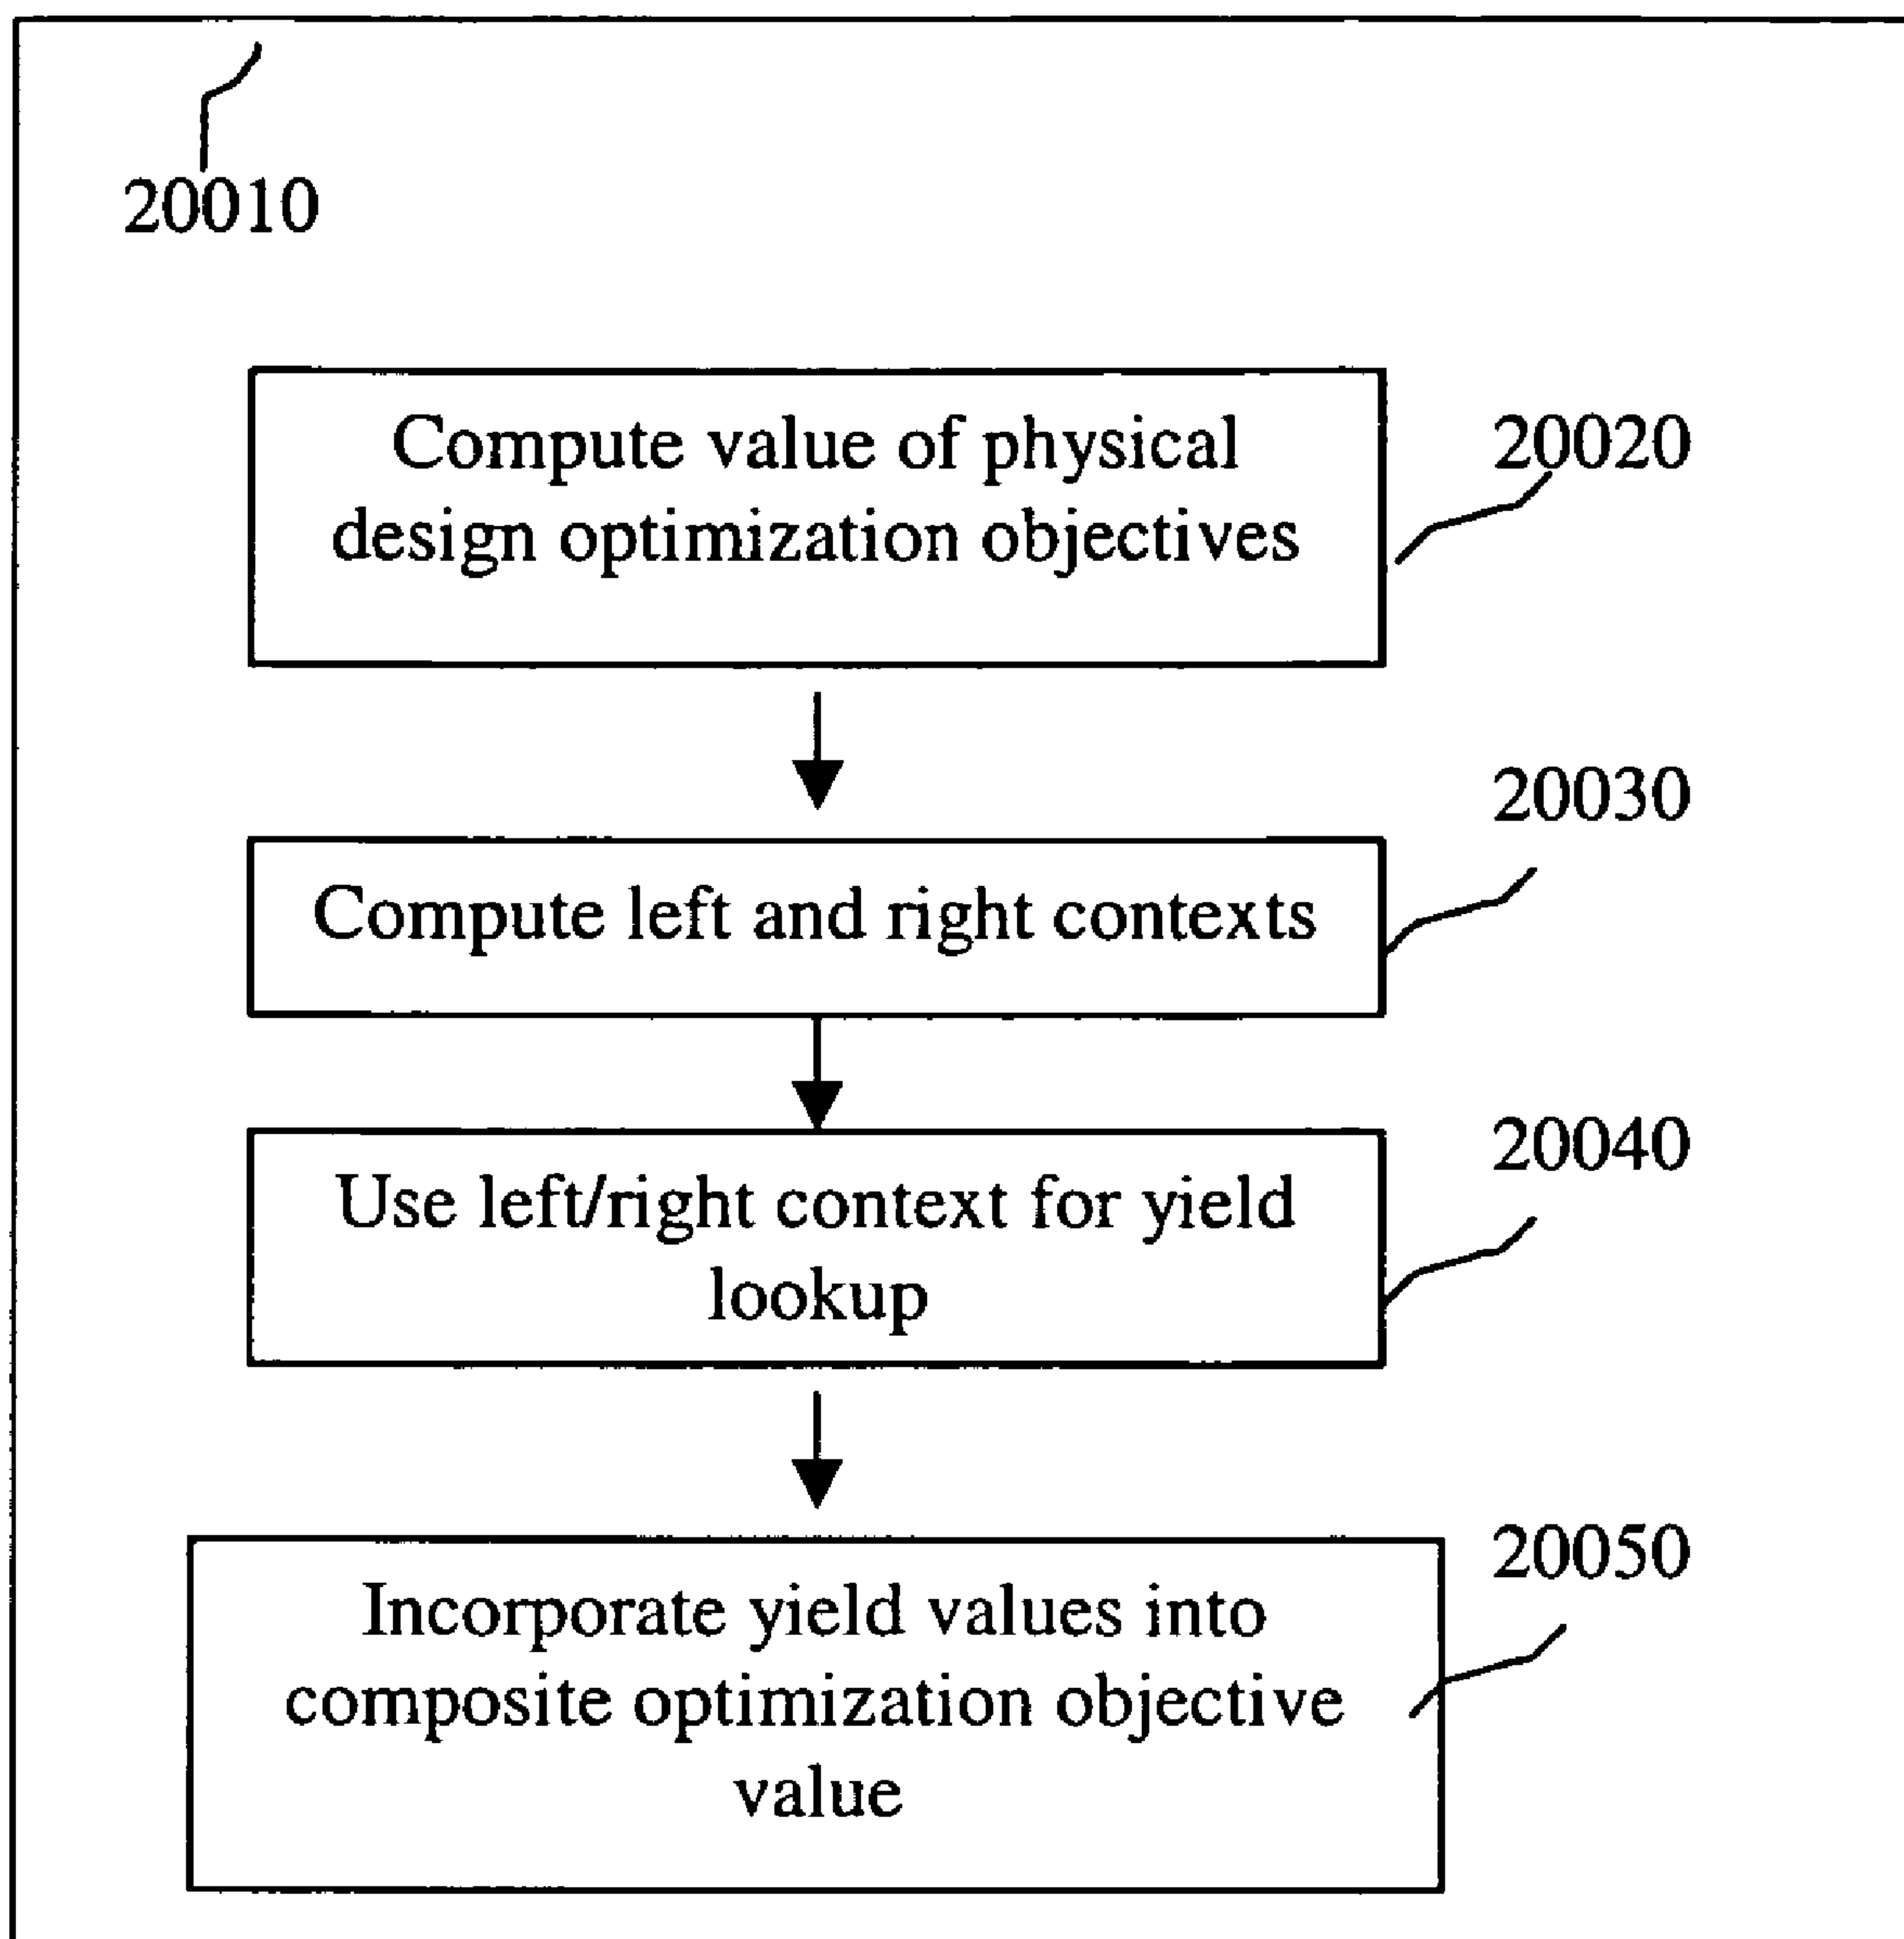 20010
Compute value of physical
design optimization objectives
20020
20030
Compute left and right contexts
20040
Use left/right context for yield
lookup
20050
Incorporate yield values into
composite optimization objective
value